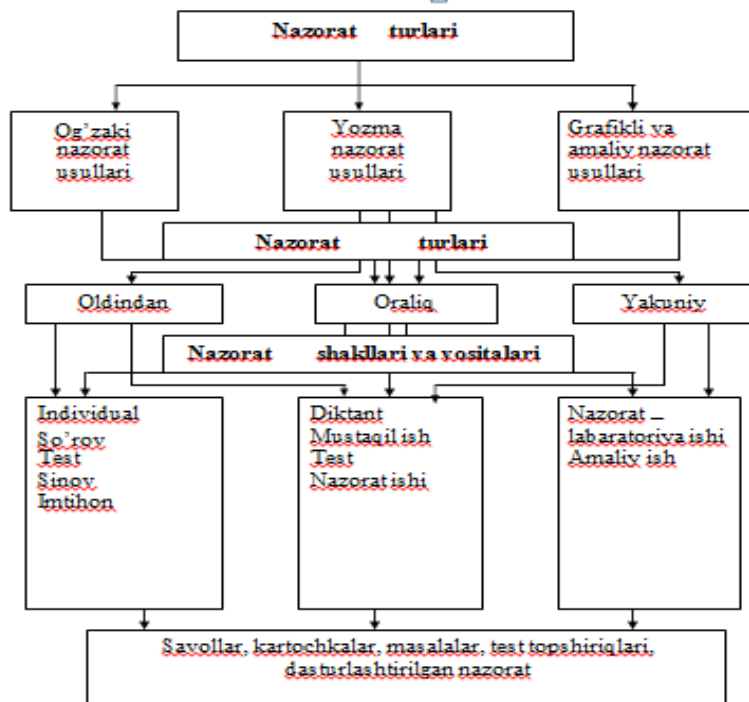 Nazorat turlari
Og'zaki
nazorat
usullari
Yozma
nazorat
usullari
Grafikli va
amaliy nazorat
usullari
Nazorat turlari
Oldindan
Oraliq
Yakuniy
Nazorat shakllari va vositalari
Individual
So'rov
Test
Sinov
Imtihon
Diktant
Mustaqil ish
Test
Nazorat ishi
Nazorat –
labaratoriya ishi
Amaliy ish
Savollar, kartochkalar, masalalar, test topshiriqlari,
dasturlashtirilgan nazorat